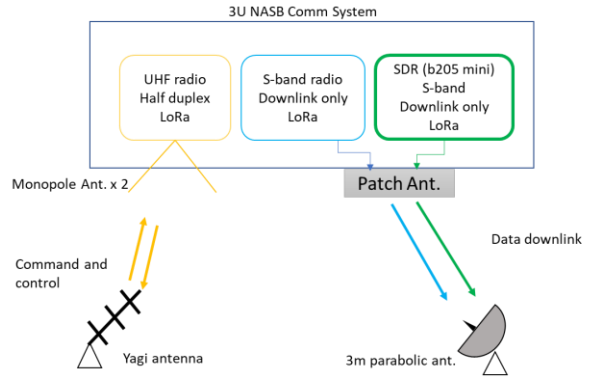 3U NASB Comm System
UHF radio
Half duplex
LoRa
S-band radio
Downlink only
LoRa
SDR (b205 mini)
S-band
Downlink only
LoRa
Monopole Ant. x 2
Patch Ant.
Command and
control
Data downlink
Yagi antenna
3m parabolic ant.